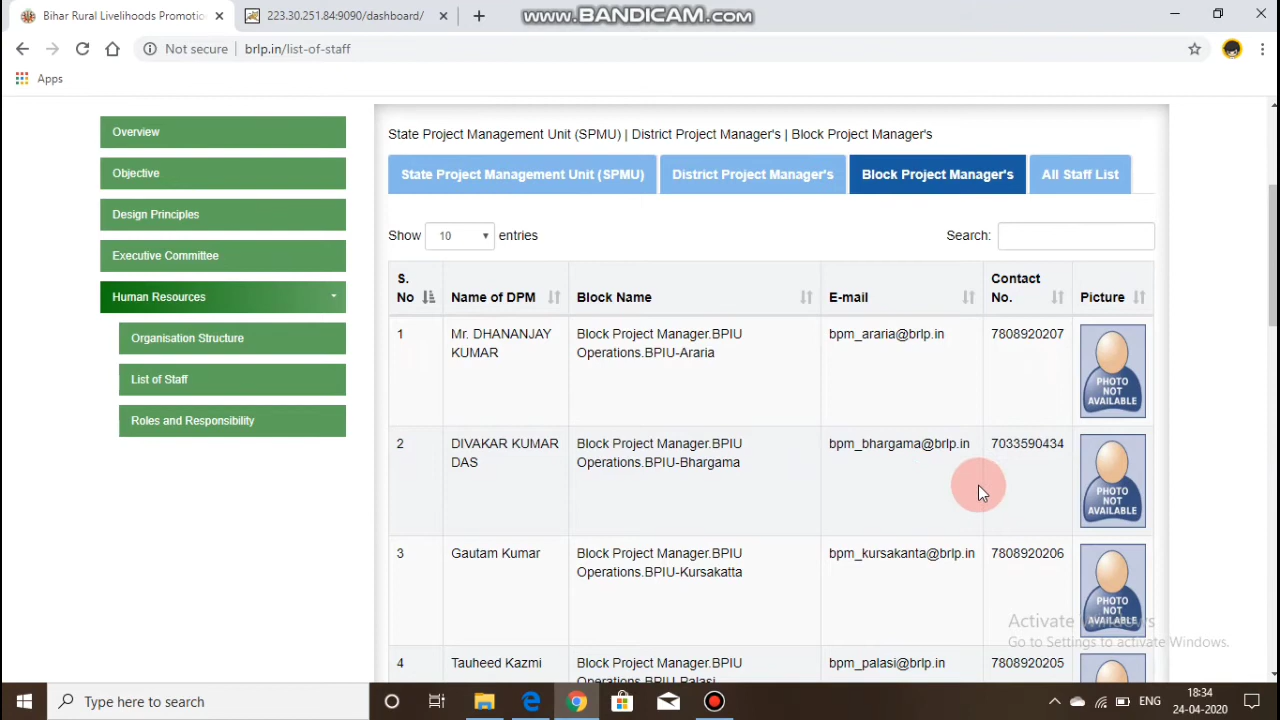 Bihar Rural Livelihoods Promotio
223.30.251.84:9090/dashboard/
www.BANDICAM.com
Not secure
brlp.in/list-of-staff
Apps
Overview
Objective
Design Principles
Executive Committee
Human Resources
Organisation Structure
List of Staff
Roles and Responsibility
State Project Management Unit (SPMU) | District Project Manager's | Block Project Manager's
State Project Management Unit (SPMU) District Project Manager's Block Project Manager's All Staff List
Show 10 entries Search:
S. No Name of DPM Block Name E-mail Contact No. Picture
1 Mr. DHANANJAY KUMAR Block Project Manager.BPIU Operations.BPIU-Araria bpm_araria@brlp.in 7808920207
PHOTO
NOT
AVAILABLE
2 DIVAKAR KUMAR DAS Block Project Manager.BPIU Operations.BPIU-Bhargama bpm_bhargama@brlp.in 7033590434
PHOTO
NOT
AVAILABLE
3 Gautam Kumar Block Project Manager.BPIU Operations.BPIU-Kursakatta bpm_kursakanta@brlp.in 7808920206
PHOTO
NOT
AVAILABLE
4 Tauheed Kazmi Block Project Manager.BPIU Operations.BPIU-Palasi bpm_palasi@brlp.in 7808920205
Activate Windows
Go to Settings to activate Windows.
Type here to search
ENG
18:34
24-04-2020